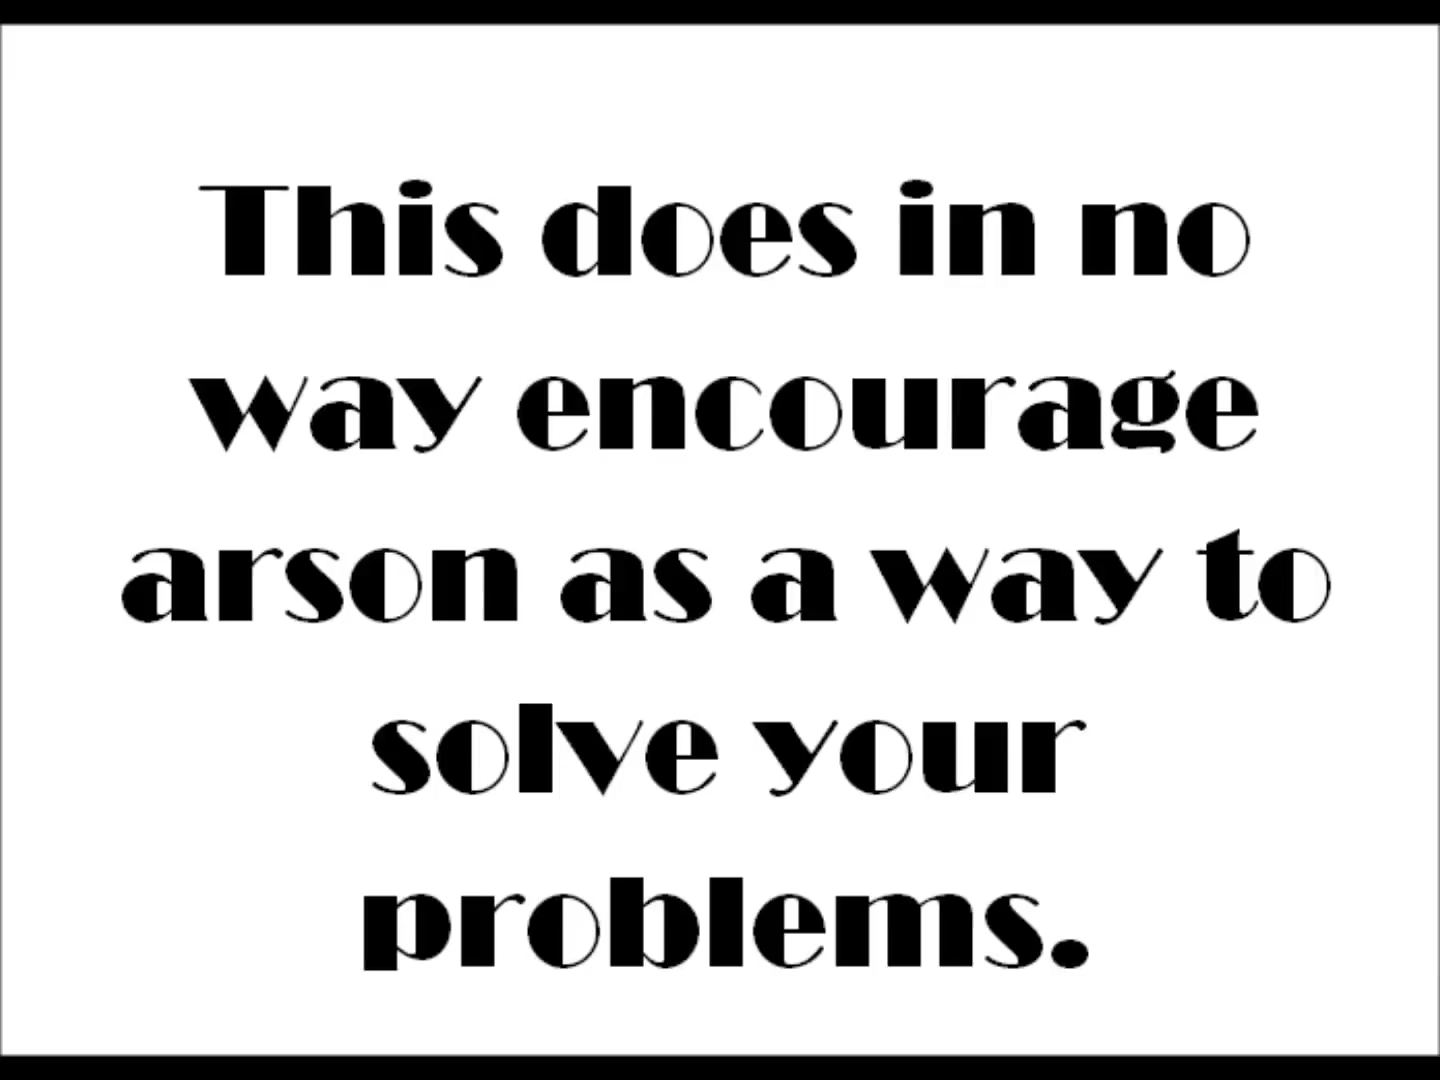 This does in no
way encourage
arson as a way to
solve your
problems.